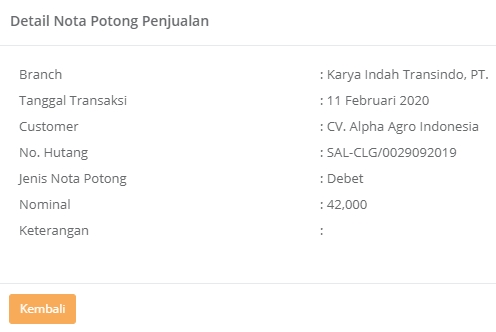 Detail Nota Potong Penjualan
Branch : Karya Indah Transindo, PT.
Tanggal Transaksi : 11 Februari 2020
Customer : CV. Alpha Agro Indonesia
No. Hutang : SAL-CLG/0029092019
Jenis Nota Potong : Debet
Nominal : 42,000
Keterangan :
Kembali